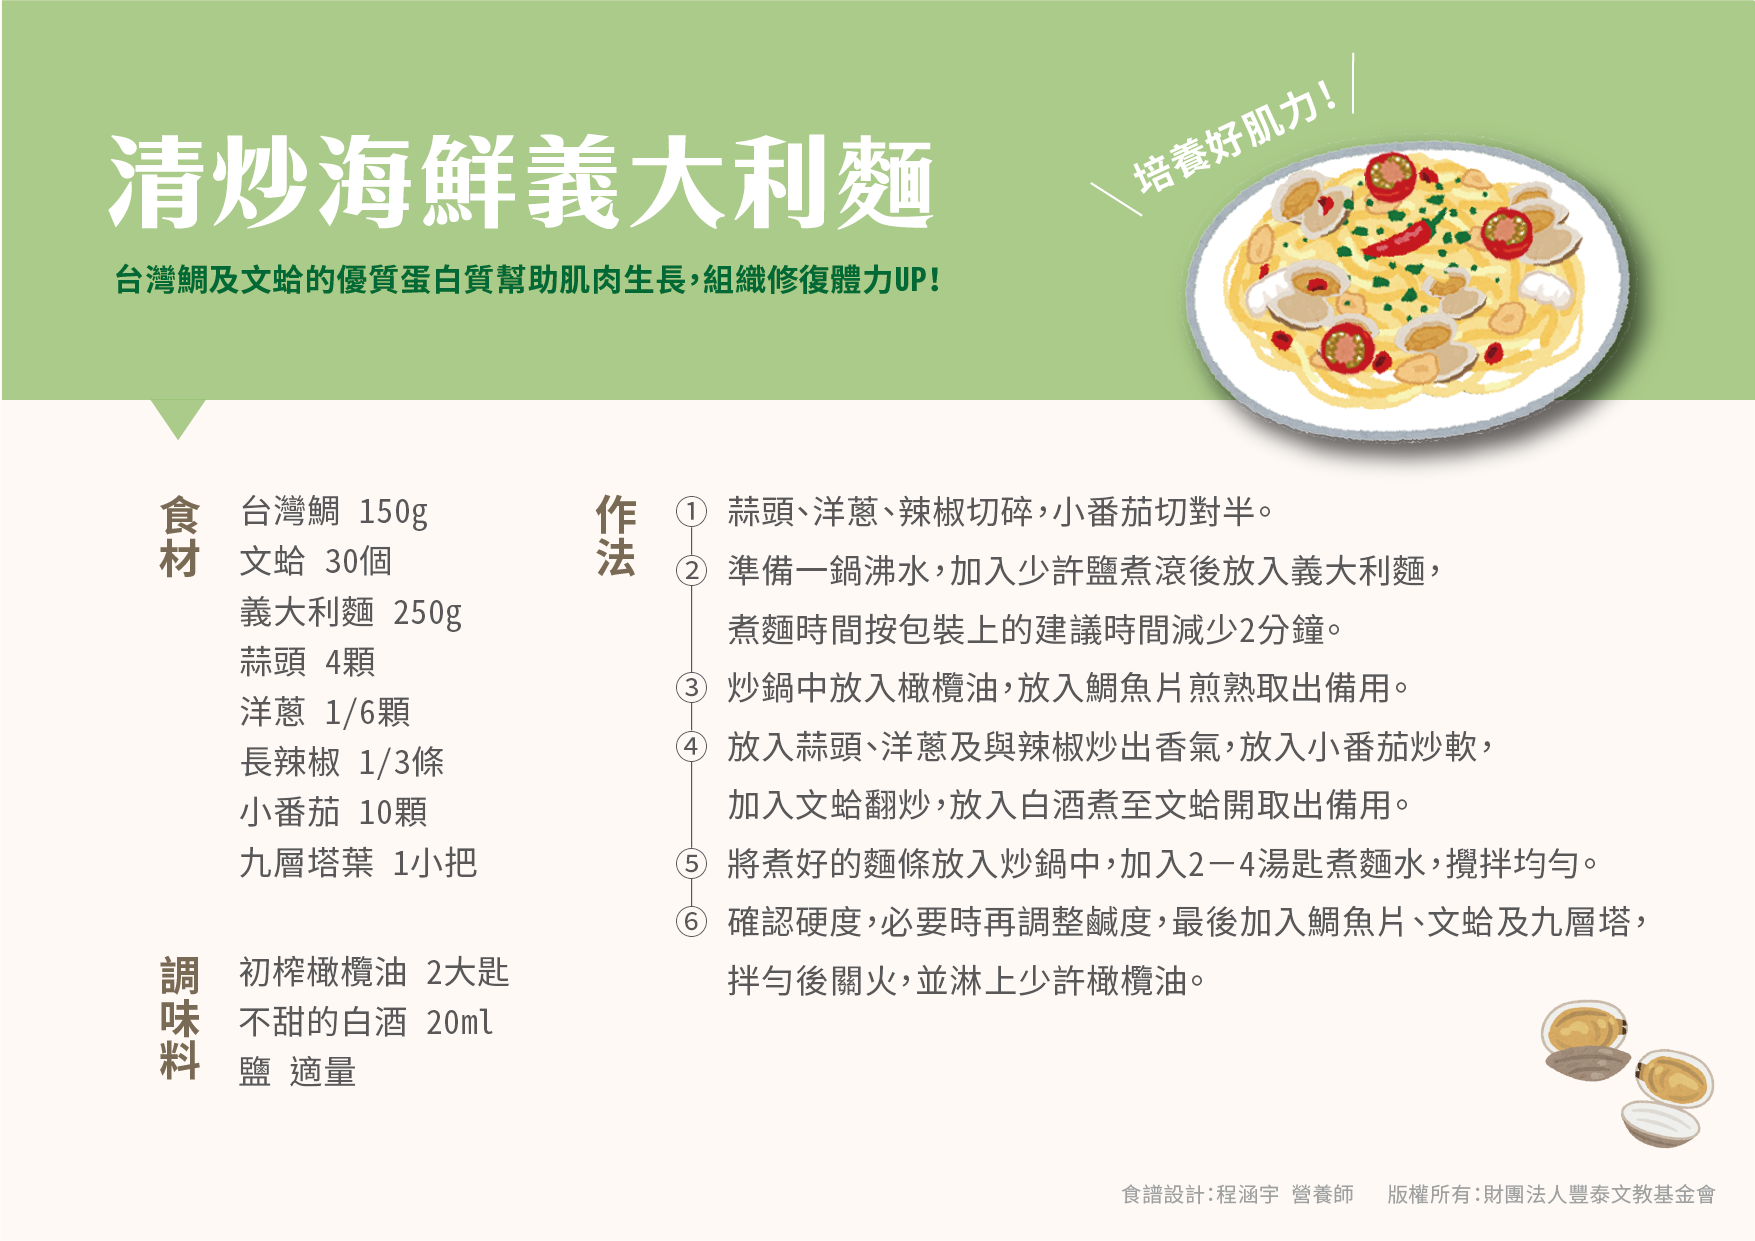 清炒海鮮義大利麵
台灣鯛及文蛤的優質蛋白質幫助肌肉生長，組織修復體力UP！
培養好肌力！
食材
台灣鯛 150g
文蛤 30個
義大利麵 250g
蒜頭 4顆
洋蔥 1/6顆
長辣椒 1/3條
小番茄 10顆
九層塔葉 1小把
調味料
初榨橄欖油 2大匙
不甜的白酒 20ml
鹽 適量
作法
① 蒜頭、洋蔥、辣椒切碎，小番茄切對半。
② 準備一鍋沸水，加入少許鹽煮滾後放入義大利麵，
煮麵時間按包裝上的建議時間減少2分鐘。
③ 炒鍋中放入橄欖油，放入鯛魚片煎熟取出備用。
④ 放入蒜頭、洋蔥及與辣椒炒出香氣，放入小番茄炒軟，
加入文蛤翻炒，放入白酒煮至文蛤開取出備用。
⑤ 將煮好的麵條放入炒鍋中，加入2－4湯匙煮麵水，攪拌均勻。
⑥ 確認硬度，必要時再調整鹹度，最後加入鯛魚片、文蛤及九層塔，
拌勻後關火，並淋上少許橄欖油。
食譜設計：程涵宇 營養師 版權所有：財團法人豐泰文教基金會